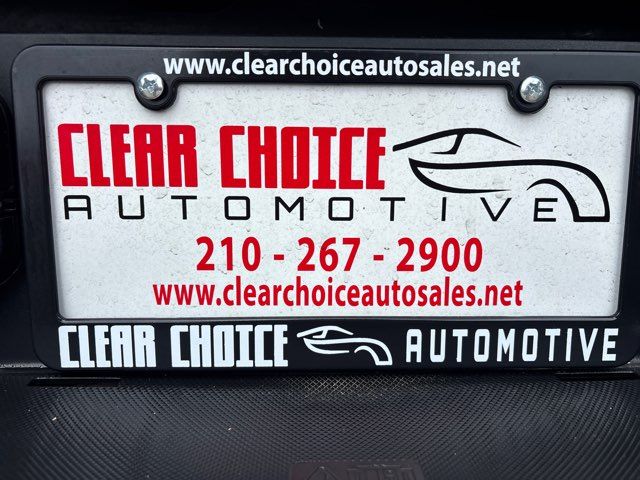 www.clearchoiceautosales.net
CLEAR CHOICE
AUTOMOTIVE
210 - 267 - 2900
www.clearchoiceautosales.net
CLEAR CHOICE AUTOMOTIVE